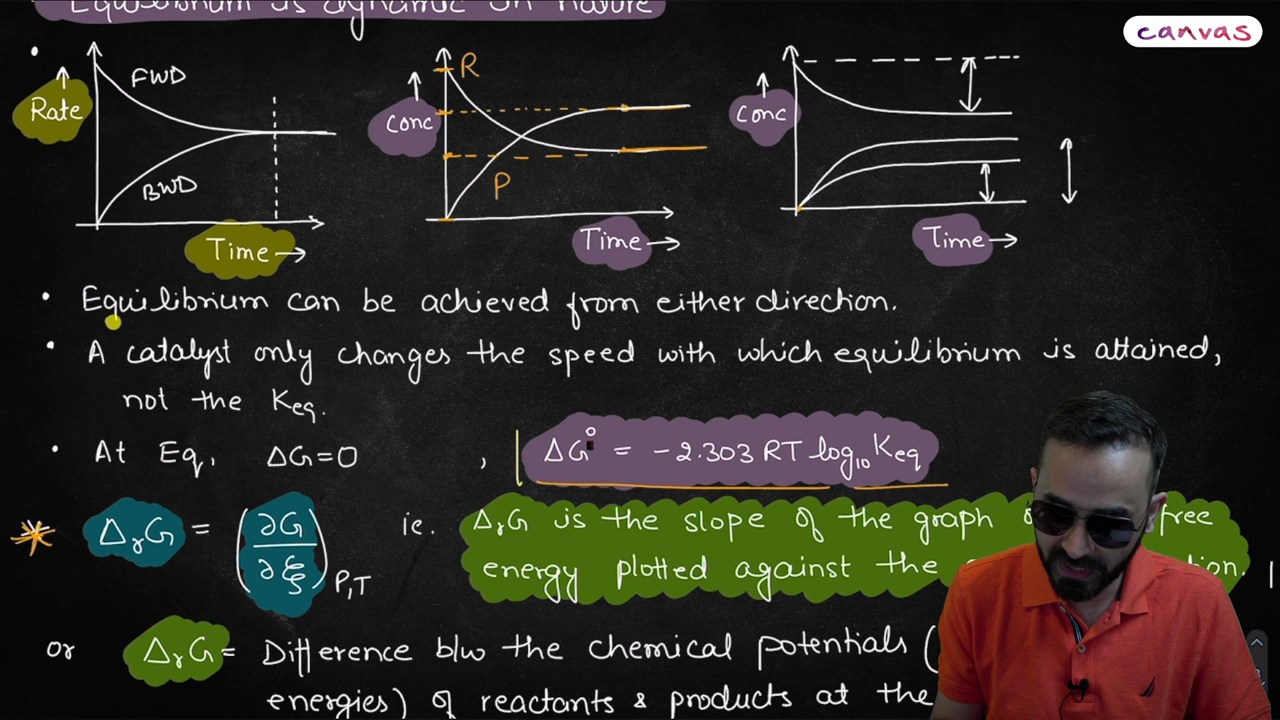 Equilibrium is dynamic in nature
canvas
Rate
FWD
BWD
Time
Conc
R
P
Time
Conc
Time
• Equilibrium can be achieved from either direction.
• A catalyst only changes the speed with which equilibrium is attained,
not the Keq.
• At Eq, ΔG=0 , ΔG° = -2.303 RT log₁₀ Keq
ΔrG = (∂G/∂ξ)P,T ie. ΔrG is the slope of the graph free
energy plotted against the
or ΔrG = Difference b/w the chemical potentials (
energies) of reactants & products at the